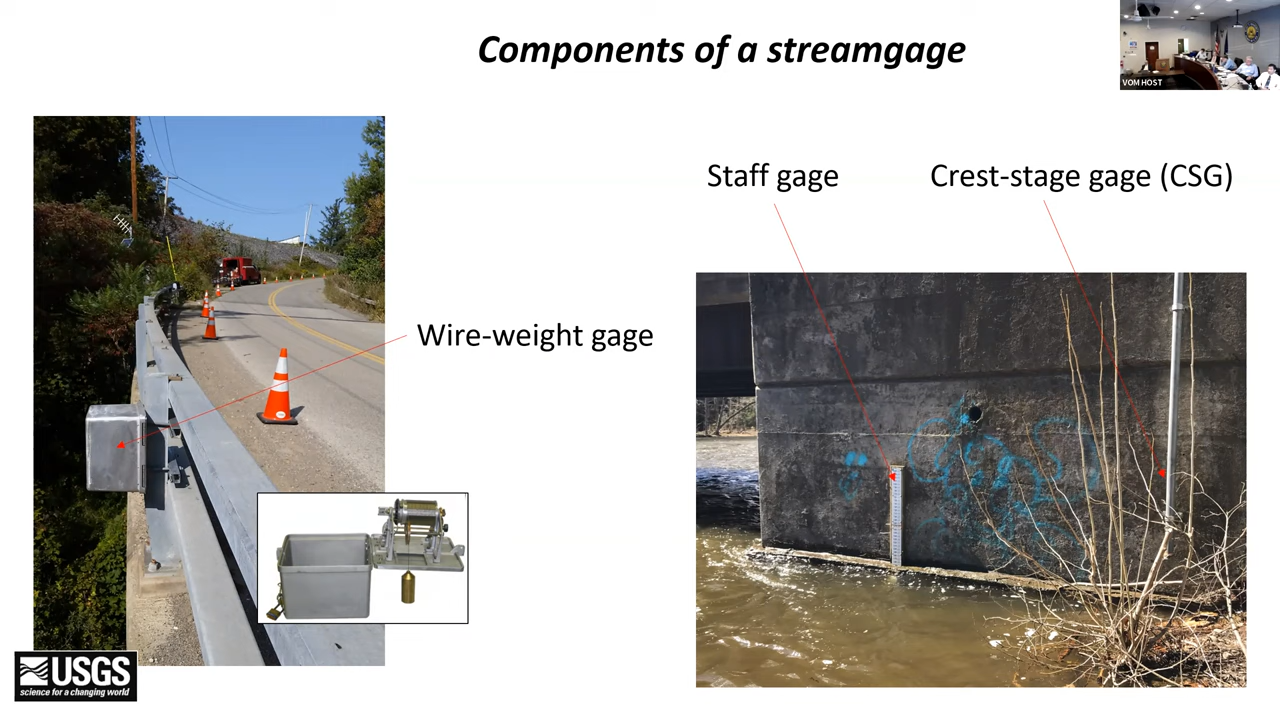 Components of a streamgage
VOM HOST
Staff gage
Crest-stage gage (CSG)
Wire-weight gage
USGS
science for a changing world